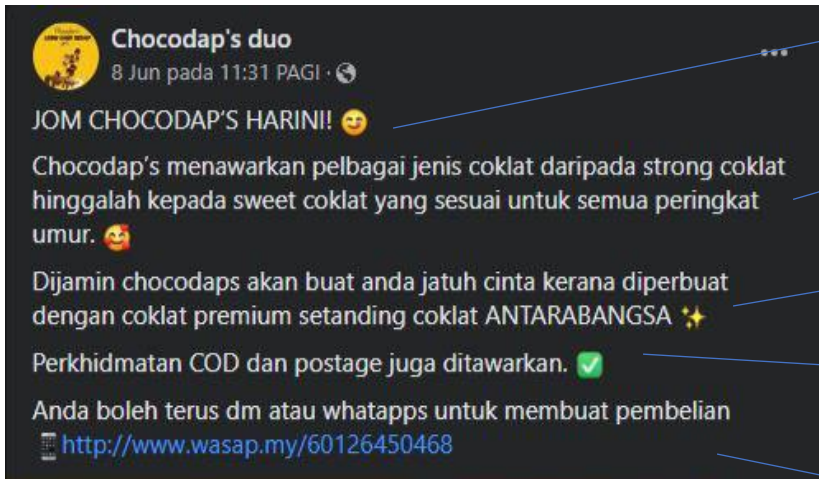 Chocodap's duo
8 Jun pada 11:31 PAGI ·
JOM CHOCODAP'S HARINI! 😊
Chocodap's menawarkan pelbagai jenis coklat daripada strong coklat
hinggalah kepada sweet coklat yang sesuai untuk semua peringkat
umur. 🥰
Dijamin chocodaps akan buat anda jatuh cinta kerana diperbuat
dengan coklat premium setanding coklat ANTARABANGSA ✨
Perkhidmatan COD dan postage juga ditawarkan. ✅
Anda boleh terus dm atau whatapps untuk membuat pembelian
📱http://www.wasap.my/60126450468